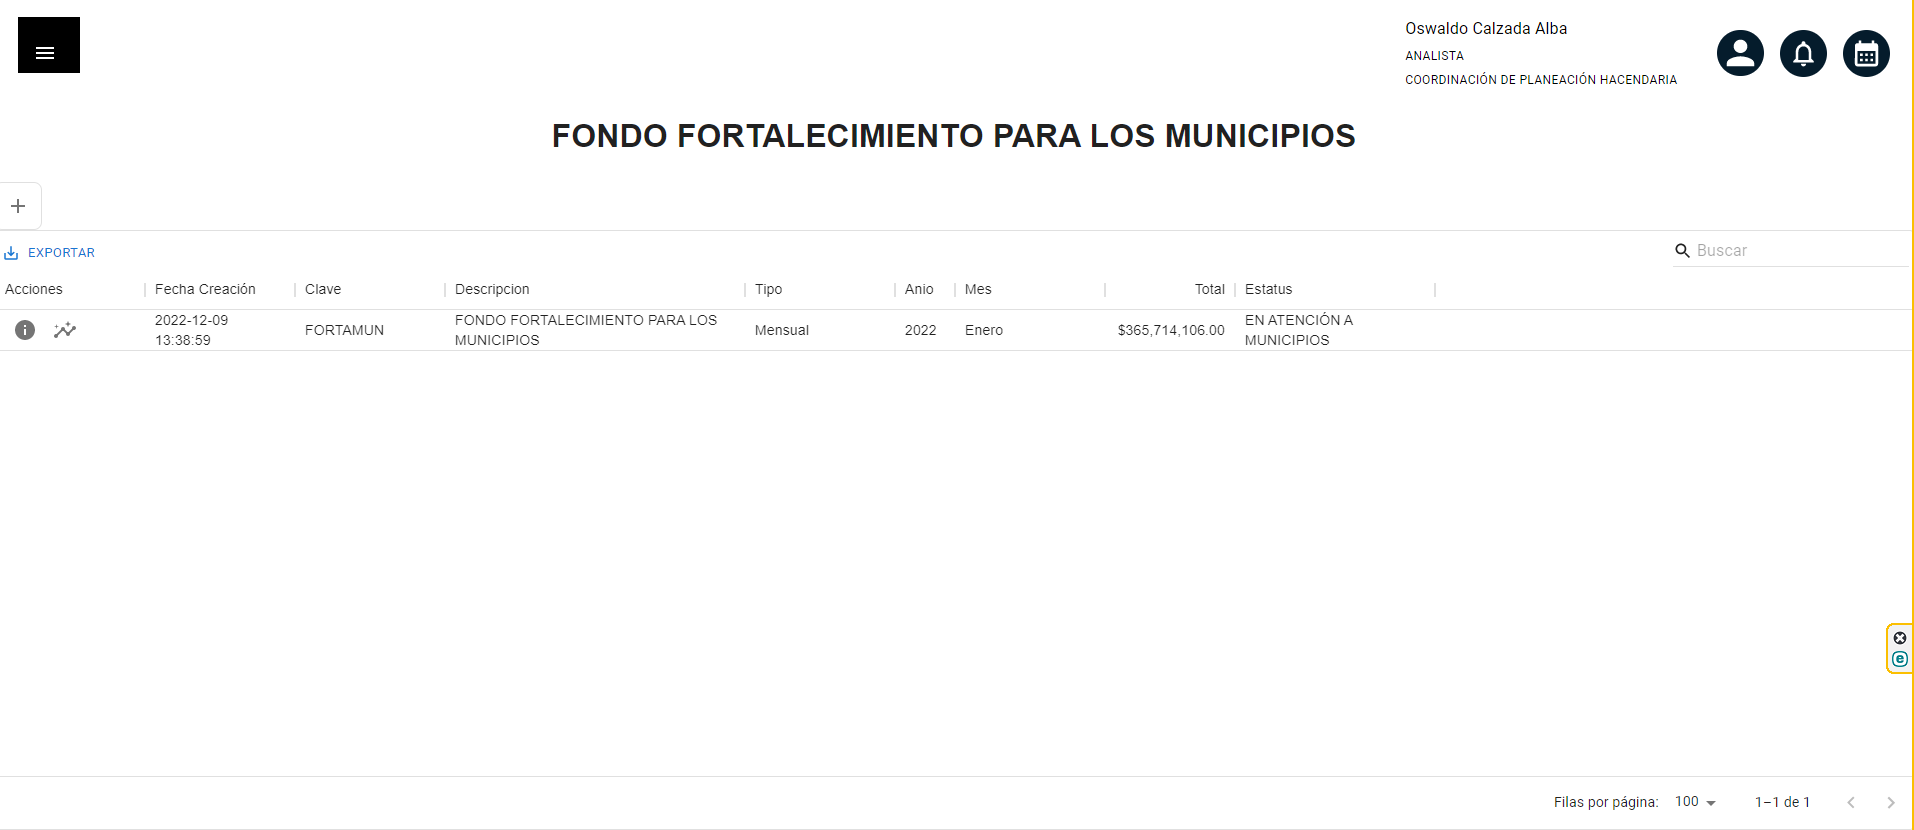 Oswaldo Calzada Alba
ANALISTA
COORDINACIÓN DE PLANEACIÓN HACENDARIA
FONDO FORTALECIMIENTO PARA LOS MUNICIPIOS
EXPORTAR
Buscar
Acciones Fecha Creación Clave Descripcion Tipo Anio Mes Total Estatus
2022-12-09 13:38:59 FORTAMUN FONDO FORTALECIMIENTO PARA LOS MUNICIPIOS Mensual 2022 Enero $365,714,106.00 EN ATENCIÓN A MUNICIPIOS
Filas por página: 100 1–1 de 1